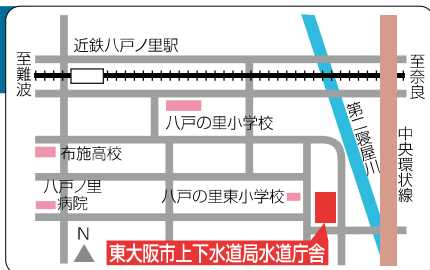 近鉄八戸ノ里駅
至難波
至奈良
八戸の里小学校
第二寝屋川
中央環状線
布施高校
八戸ノ里
病院
八戸の里東小学校
N
東大阪市上下水道局水道庁舎